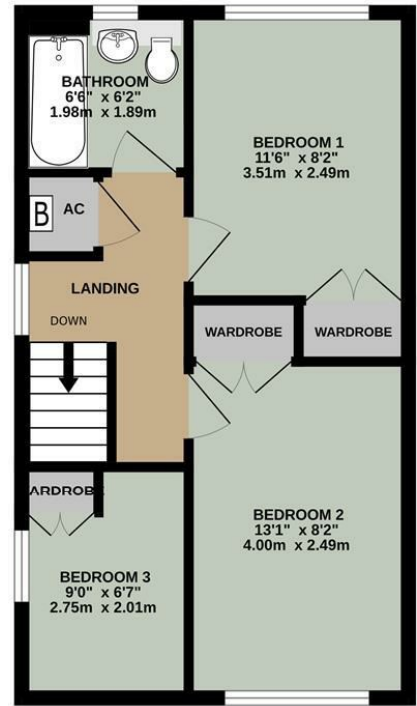 BATHROOM
6'6" x 6'2"
1.98m x 1.89m
BEDROOM 1
11'6" x 8'2"
3.51m x 2.49m
B
AC
LANDING
DOWN
WARDROBE
WARDROBE
ARDROBE
BEDROOM 2
13'1" x 8'2"
4.00m x 2.49m
BEDROOM 3
9'0" x 6'7"
2.75m x 2.01m